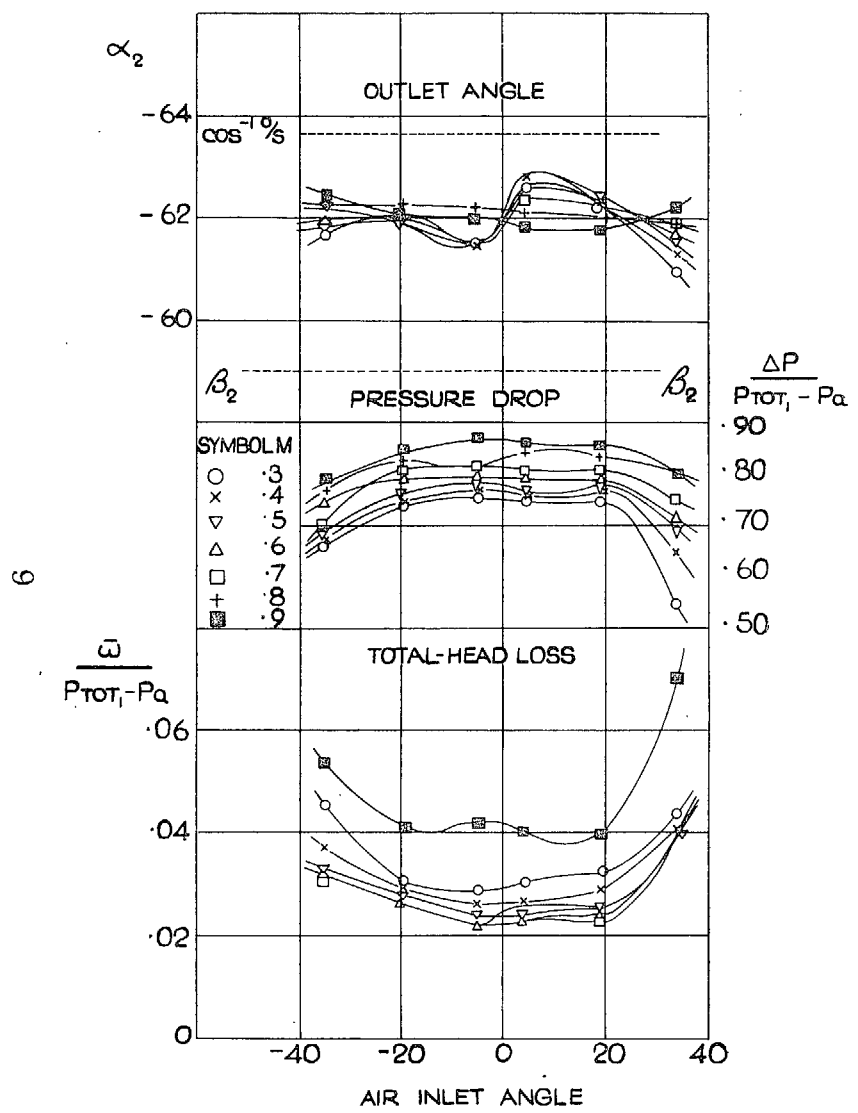 α₂
OUTLET ANGLE
-64
COS⁻¹ o/s
-62
-60
β₂
β₂
ΔP
PTOT₁ - Pa
PRESSURE DROP
SYMBOL M
·3
·4
·5
·6
·7
·8
·9
·90
·80
·70
·60
·50
9
ω̄
PTOT₁ - Pa
TOTAL-HEAD LOSS
·06
·04
·02
0
-40
-20
0
20
40
AIR INLET ANGLE